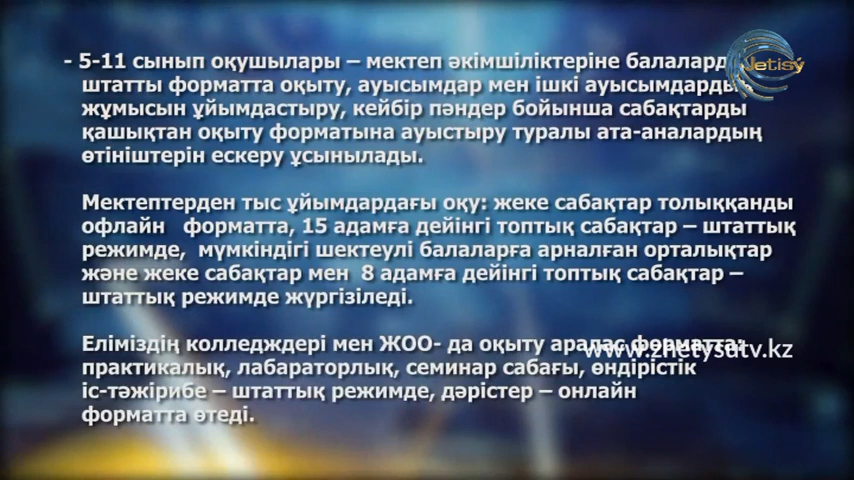 - 5-11 сынып оқушылары – мектеп әкімшіліктеріне
штатты форматта оқыту, ауысымдар мен ішкі ауысымдардың
жұмысын ұйымдастыру, кейбір пәндер бойынша сабақтарды
қашықтан оқыту форматына ауыстыру туралы ата-аналардың
өтініштерін ескеру ұсынылады.
Jetisý
Мектептерден тыс ұйымдардағы оқу: жеке сабақтар толыққанды
офлайн форматта, 15 адамға дейінгі топтық сабақтар – штаттық
режимде, мүмкіндігі шектеулі балаларға арналған орталықтар
және жеке сабақтар мен 8 адамға дейінгі топтық сабақтар –
штаттық режимде жүргізіледі.
Еліміздің колледждері мен ЖОО- да оқыту аралас форматта:
www.zhetysutv.kz
практикалық, лабараторлық, семинар сабағы, өндірістік
іс-тәжірибе – штаттық режимде, дәрістер – онлайн
форматта өтеді.